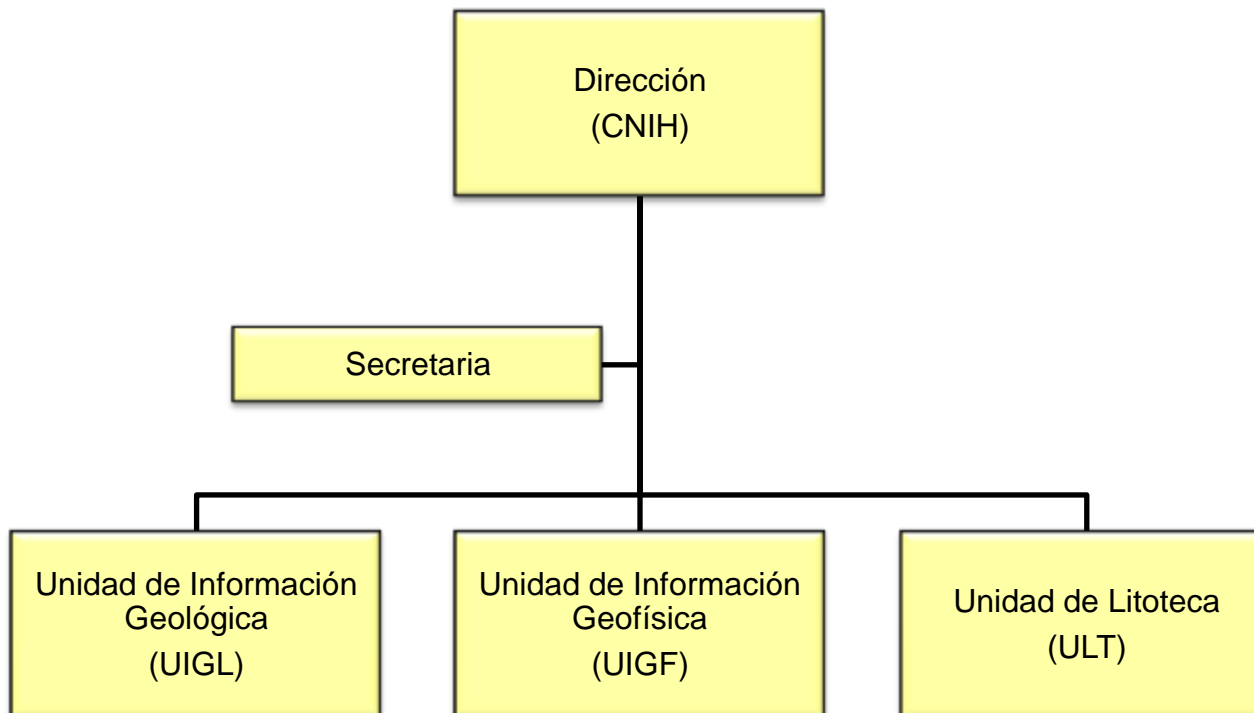 Dirección
(CNIH)
Secretaria
Unidad de Información
Geológica
(UIGL)
Unidad de Información
Geofísica
(UIGF)
Unidad de Litoteca
(ULT)